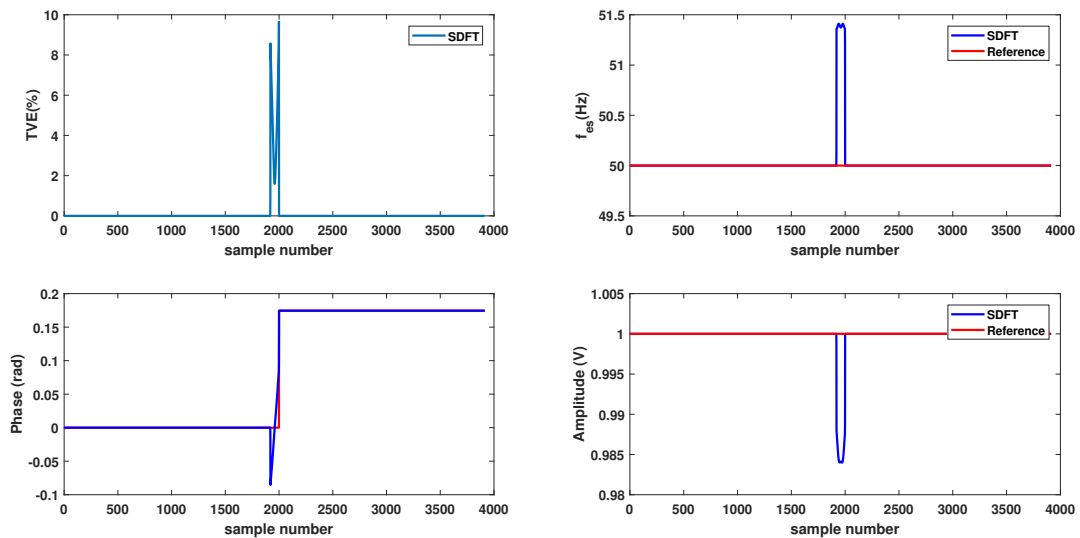 10
8
6
4
2
0
TVE(%)
SDFT
0 500 1000 1500 2000 2500 3000 3500 4000
sample number
51.5
51
50.5
50
49.5
f_es(Hz)
SDFT
Reference
0 500 1000 1500 2000 2500 3000 3500 4000
sample number
0.2
0.15
0.1
0.05
0
-0.05
-0.1
Phase (rad)
0 500 1000 1500 2000 2500 3000 3500 4000
sample number
1.005
1
0.995
0.99
0.985
0.98
Amplitude (V)
SDFT
Reference
0 500 1000 1500 2000 2500 3000 3500 4000
sample number